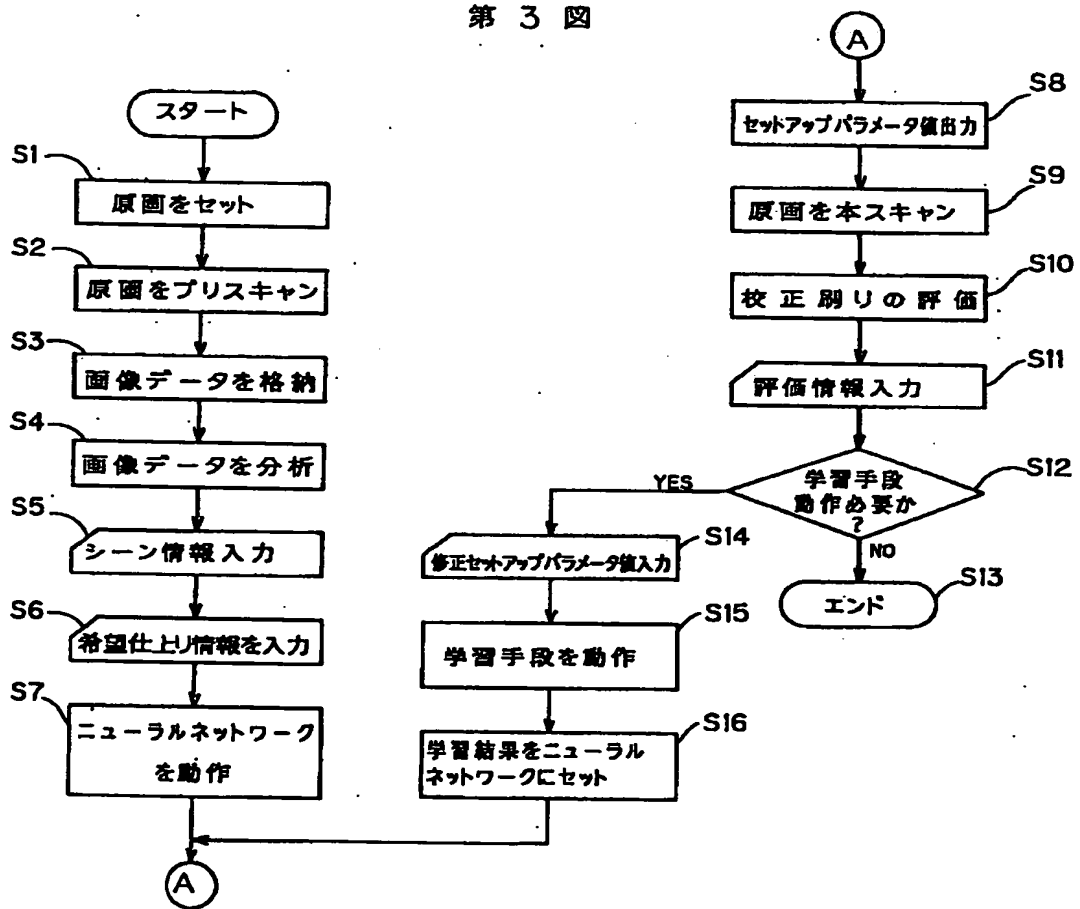 第 3 図
スタート
S1
原画をセット
S2
原画をプリスキャン
S3
画像データを格納
S4
画像データを分析
S5
シーン情報入力
S6
希望仕上り情報を入力
S7
ニューラルネットワーク
を動作
A
A
S8
セットアップパラメータ値出力
S9
原画を本スキャン
S10
校正刷りの評価
S11
評価情報入力
S12
学習手段
動作必要か
?
YES
NO
S13
エンド
S14
修正セットアップパラメータ値入力
S15
学習手段を動作
S16
学習結果をニューラル
ネットワークにセット